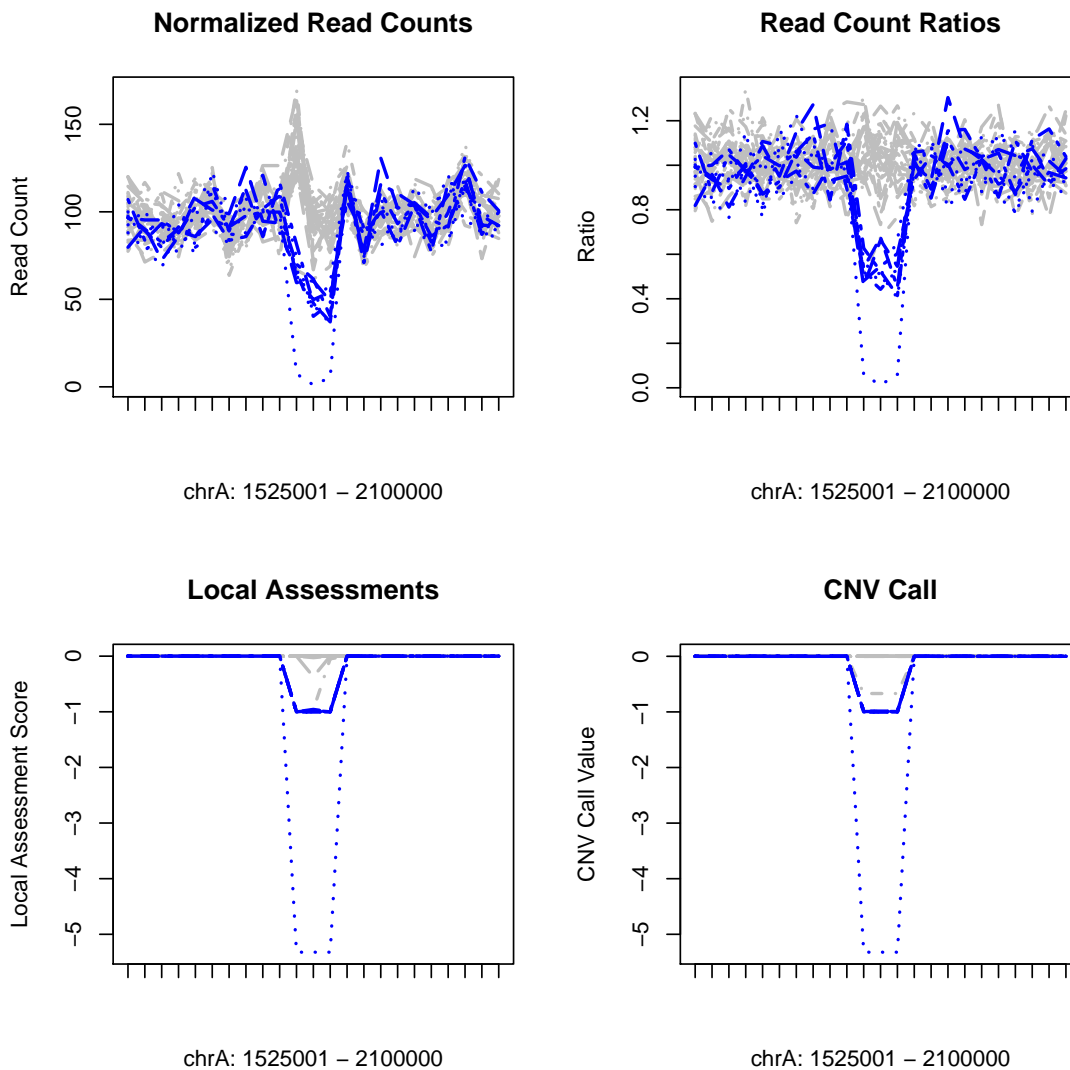 Normalized Read Counts
Read Count
150
100
50
0
chrA: 1525001 – 2100000
Read Count Ratios
Ratio
1.2
0.8
0.4
0.0
chrA: 1525001 – 2100000
Local Assessments
Local Assessment Score
0
−1
−2
−3
−4
−5
chrA: 1525001 – 2100000
CNV Call
CNV Call Value
0
−1
−2
−3
−4
−5
chrA: 1525001 – 2100000